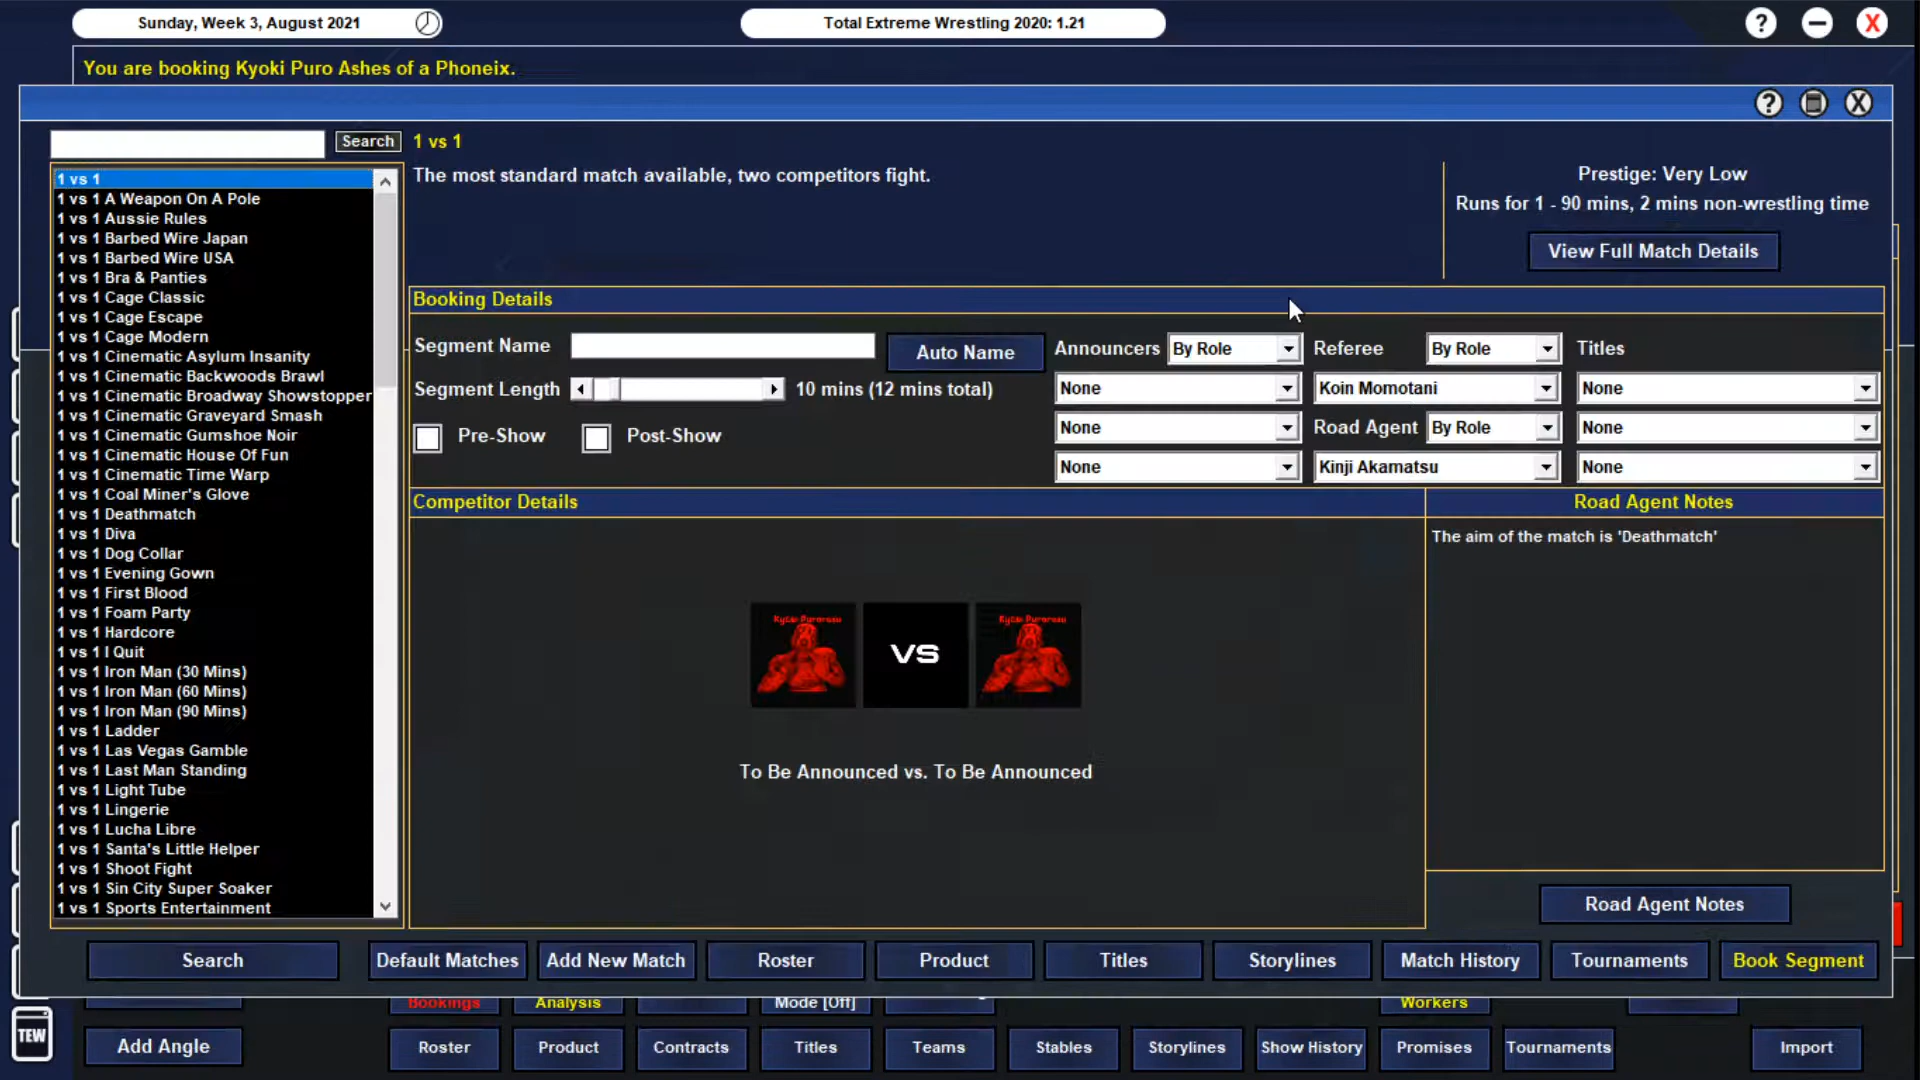 Sunday, Week 3, August 2021
Total Extreme Wrestling 2020: 1.21
?
X
You are booking Kyoki Puro Ashes of a Phoneix.
?
X
Search
1 vs 1
The most standard match available, two competitors fight.
Prestige: Very Low
Runs for 1 - 90 mins, 2 mins non-wrestling time
View Full Match Details
1 vs 1
1 vs 1 A Weapon On A Pole
1 vs 1 Aussie Rules
1 vs 1 Barbed Wire Japan
1 vs 1 Barbed Wire USA
1 vs 1 Bra & Panties
1 vs 1 Cage Classic
1 vs 1 Cage Escape
1 vs 1 Cage Modern
1 vs 1 Cinematic Asylum Insanity
1 vs 1 Cinematic Backwoods Brawl
1 vs 1 Cinematic Broadway Showstopper
1 vs 1 Cinematic Graveyard Smash
1 vs 1 Cinematic Gumshoe Noir
1 vs 1 Cinematic House Of Fun
1 vs 1 Cinematic Time Warp
1 vs 1 Coal Miner's Glove
1 vs 1 Deathmatch
1 vs 1 Diva
1 vs 1 Dog Collar
1 vs 1 Evening Gown
1 vs 1 First Blood
1 vs 1 Foam Party
1 vs 1 Hardcore
1 vs 1 I Quit
1 vs 1 Iron Man (30 Mins)
1 vs 1 Iron Man (60 Mins)
1 vs 1 Iron Man (90 Mins)
1 vs 1 Ladder
1 vs 1 Las Vegas Gamble
1 vs 1 Last Man Standing
1 vs 1 Light Tube
1 vs 1 Lingerie
1 vs 1 Lucha Libre
1 vs 1 Santa's Little Helper
1 vs 1 Shoot Fight
1 vs 1 Sin City Super Soaker
1 vs 1 Sports Entertainment
Booking Details
Segment Name
Auto Name
Announcers By Role
Referee By Role
Titles
Segment Length
10 mins (12 mins total)
None
Koin Momotani
None
Pre-Show
Post-Show
None
Road Agent By Role
None
None
Kinji Akamatsu
None
Competitor Details
Road Agent Notes
The aim of the match is 'Deathmatch'
VS
To Be Announced vs. To Be Announced
Road Agent Notes
Search
Default Matches
Add New Match
Roster
Product
Titles
Storylines
Match History
Tournaments
Book Segment
Bookings
Analysis
Mode [Off]
Workers
TEW
Add Angle
Roster
Product
Contracts
Titles
Teams
Stables
Storylines
Show History
Promises
Tournaments
Import